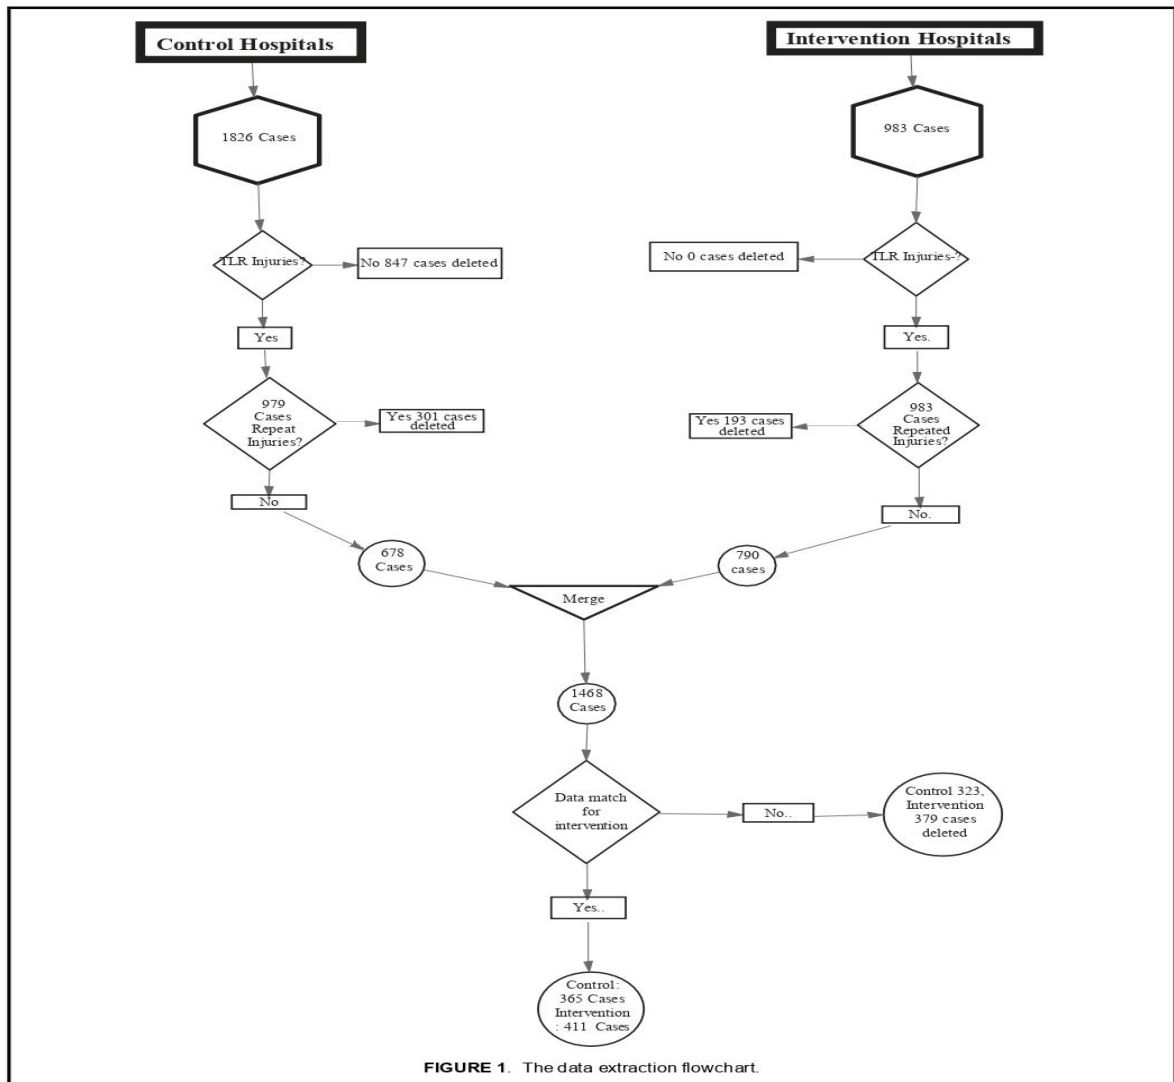 Control Hospitals
Intervention Hospitals
1826 Cases
983 Cases
TLR Injuries?
No 847 cases deleted
No 0 cases deleted
TLR Injuries-?
Yes
Yes.
979
Cases
Repeat
Injuries?
Yes 301 cases
deleted
Yes 193 cases
deleted
983
Cases
Repeated
Injuries?
No
No.
678
Cases
790
cases
Merge
1468
Cases
Data match
for
intervention
No..
Control 323,
Intervention
379 cases
deleted
Yes..
Control:
365 Cases
Intervention
: 411 Cases
FIGURE 1. The data extraction flowchart.